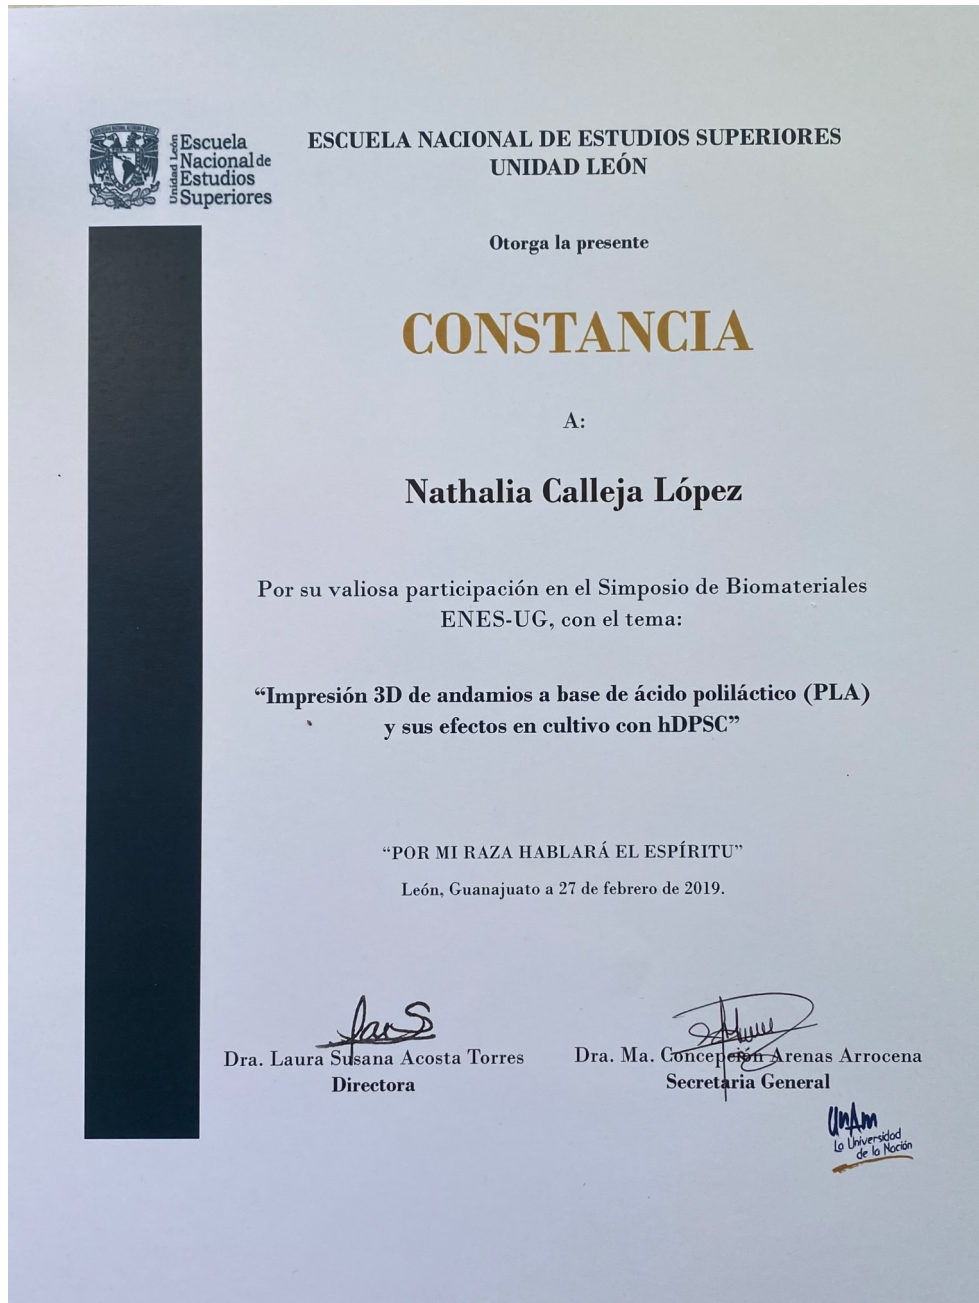 Unidad León
Escuela
Nacional de
Estudios
Superiores
ESCUELA NACIONAL DE ESTUDIOS SUPERIORES
UNIDAD LEÓN
Otorga la presente
CONSTANCIA
A:
Nathalia Calleja López
Por su valiosa participación en el Simposio de Biomateriales
ENES-UG, con el tema:
“Impresión 3D de andamios a base de ácido poliláctico (PLA)
y sus efectos en cultivo con hDPSC”
“POR MI RAZA HABLARÁ EL ESPÍRITU”
León, Guanajuato a 27 de febrero de 2019.
Dra. Laura Susana Acosta Torres
Directora
Dra. Ma. Concepción Arenas Arrocena
Secretaria General
UnAm
La Universidad
de la Nación